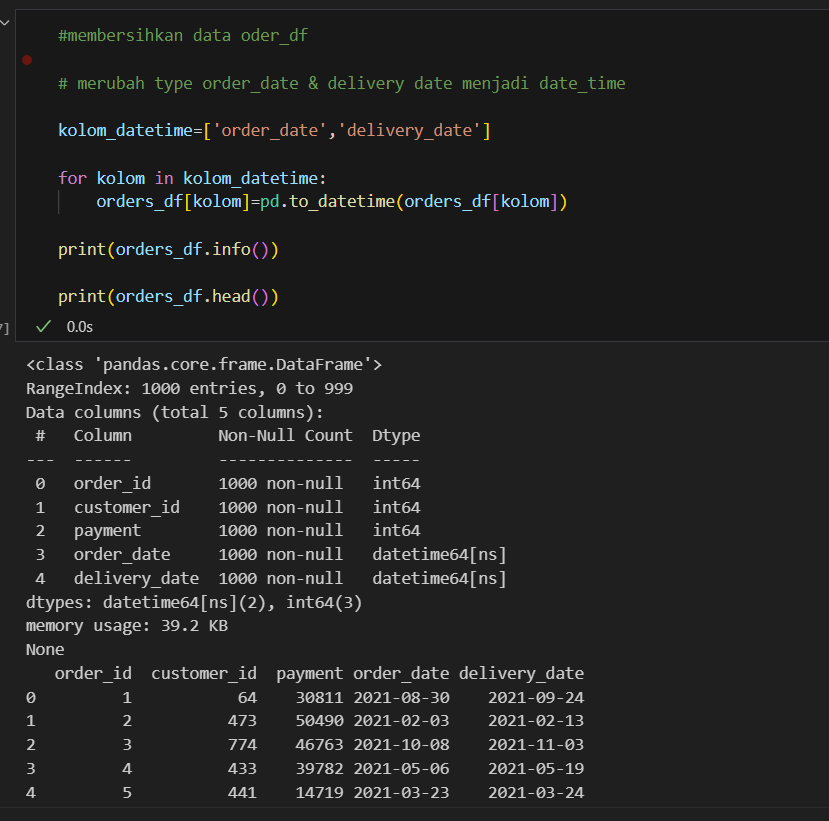 #membersihkan data oder_df
# merubah type order_date & delivery date menjadi date_time
kolom_datetime=['order_date','delivery_date']
for kolom in kolom_datetime:
    orders_df[kolom]=pd.to_datetime(orders_df[kolom])
print(orders_df.info())
print(orders_df.head())
7] 0.0s
<class 'pandas.core.frame.DataFrame'>
RangeIndex: 1000 entries, 0 to 999
Data columns (total 5 columns):
 #   Column         Non-Null Count  Dtype
---  ------         --------------  -----
 0   order_id       1000 non-null   int64
 1   customer_id    1000 non-null   int64
 2   payment        1000 non-null   int64
 3   order_date     1000 non-null   datetime64[ns]
 4   delivery_date  1000 non-null   datetime64[ns]
dtypes: datetime64[ns](2), int64(3)
memory usage: 39.2 KB
None
   order_id  customer_id  payment order_date delivery_date
0         1           64    30811 2021-08-30    2021-09-24
1         2          473    50490 2021-02-03    2021-02-13
2         3          774    46763 2021-10-08    2021-11-03
3         4          433    39782 2021-05-06    2021-05-19
4         5          441    14719 2021-03-23    2021-03-24